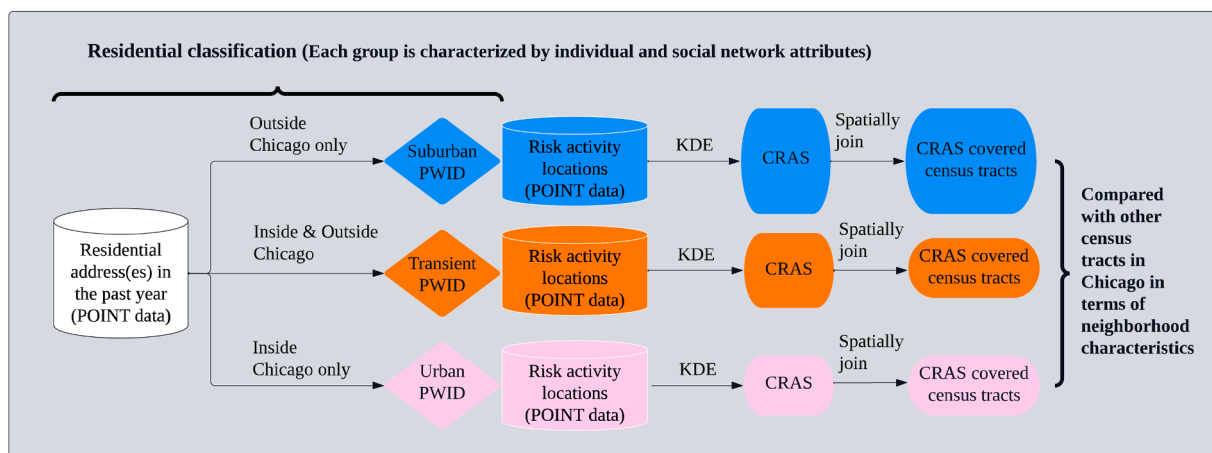 Residential classification (Each group is characterized by individual and social network attributes)
Residential
address(es) in
the past year
(POINT data)
Outside
Chicago only
Suburban
PWID
Risk activity
locations
(POINT data)
KDE
CRAS
Spatially
join
CRAS covered
census tracts
Inside & Outside
Chicago
Transient
PWID
Risk activity
locations
(POINT data)
KDE
CRAS
Spatially
join
CRAS covered
census tracts
Inside
Chicago only
Urban
PWID
Risk activity
locations
(POINT data)
KDE
CRAS
Spatially
join
CRAS covered
census tracts
Compared
with other
census
tracts in
Chicago in
terms of
neighborhood
characteristics